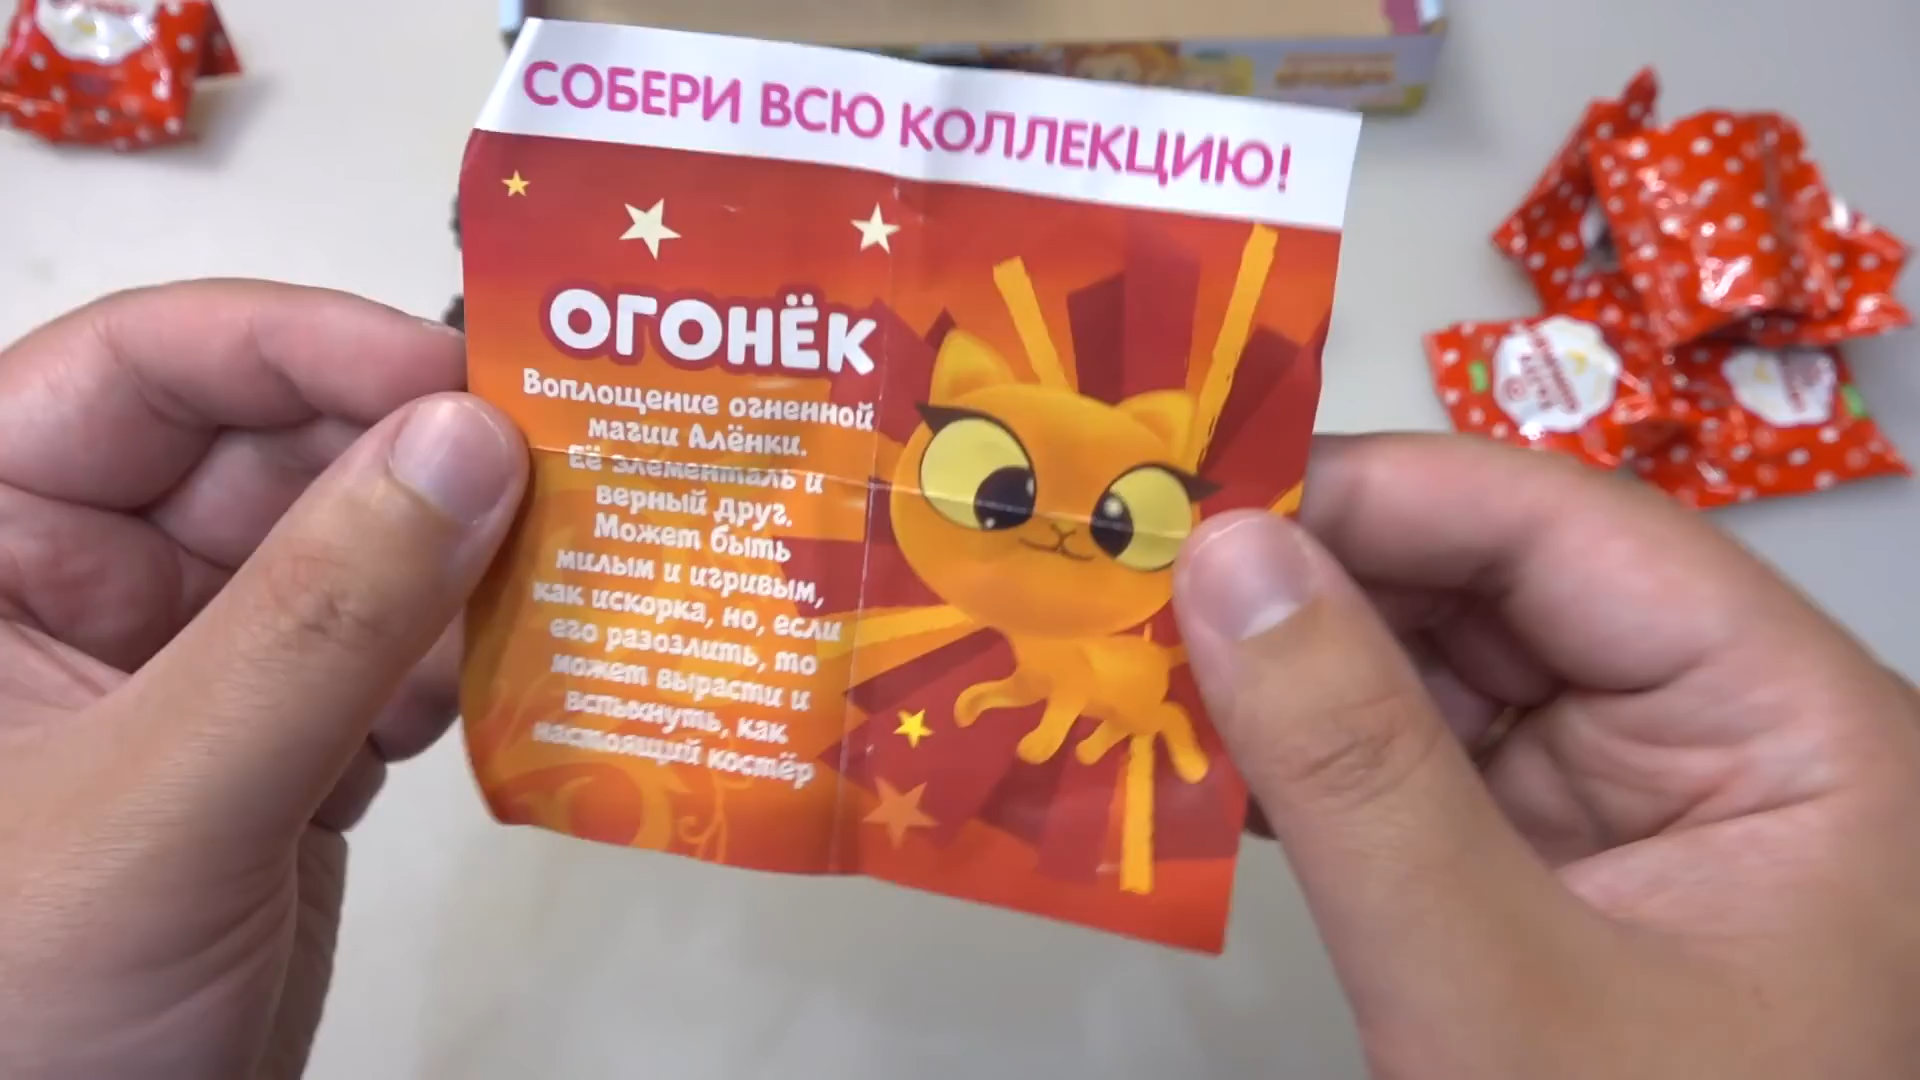 СОБЕРИ ВСЮ КОЛЛЕКЦИЮ!
ОГОНЁК
Воплощение огненной
магии Алёнки.
Её элементаль и
верный друг.
Может быть
милым и игривым,
как искорка, но, если
его разозлить, то
может вырасти и
вспыхнуть, как
настоящий костёр